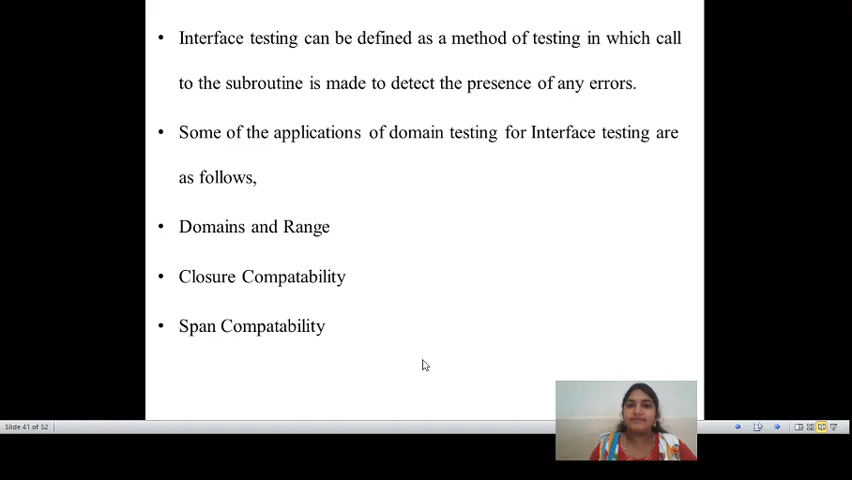 • Interface testing can be defined as a method of testing in which call
to the subroutine is made to detect the presence of any errors.
• Some of the applications of domain testing for Interface testing are
as follows,
• Domains and Range
• Closure Compatability
• Span Compatability
Slide 41 of 52